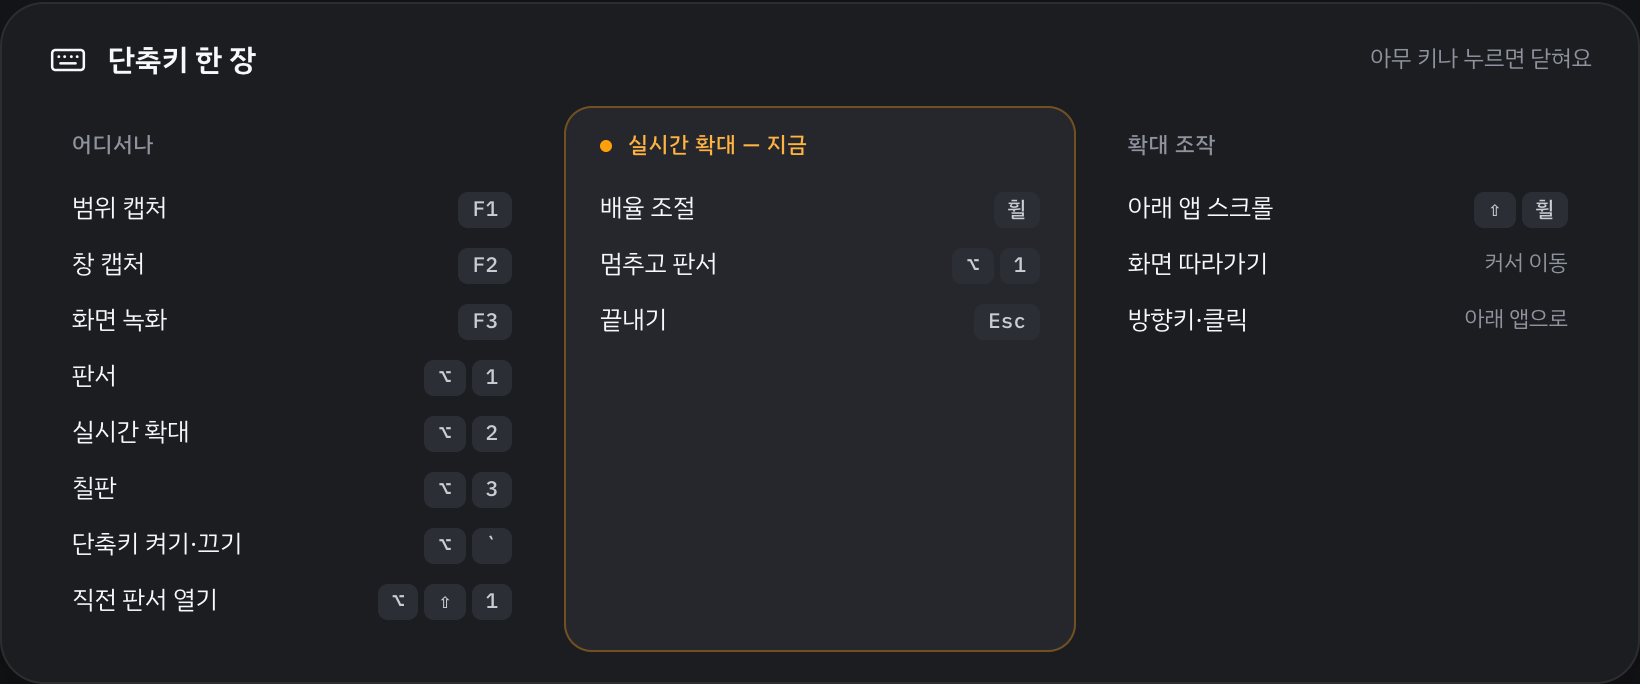 단축키 한 장
아무 키나 누르면 닫혀요
어디서나
범위 캡처 F1
창 캡처 F2
화면 녹화 F3
판서 ⌥ 1
실시간 확대 ⌥ 2
칠판 ⌥ 3
단축키 켜기·끄기 ⌥ `
직전 판서 열기 ⌥ ⇧ 1
실시간 확대 — 지금
배율 조절 휠
멈추고 판서 ⌥ 1
끝내기 Esc
확대 조작
아래 앱 스크롤 ⇧ 휠
화면 따라가기 커서 이동
방향키·클릭 아래 앱으로